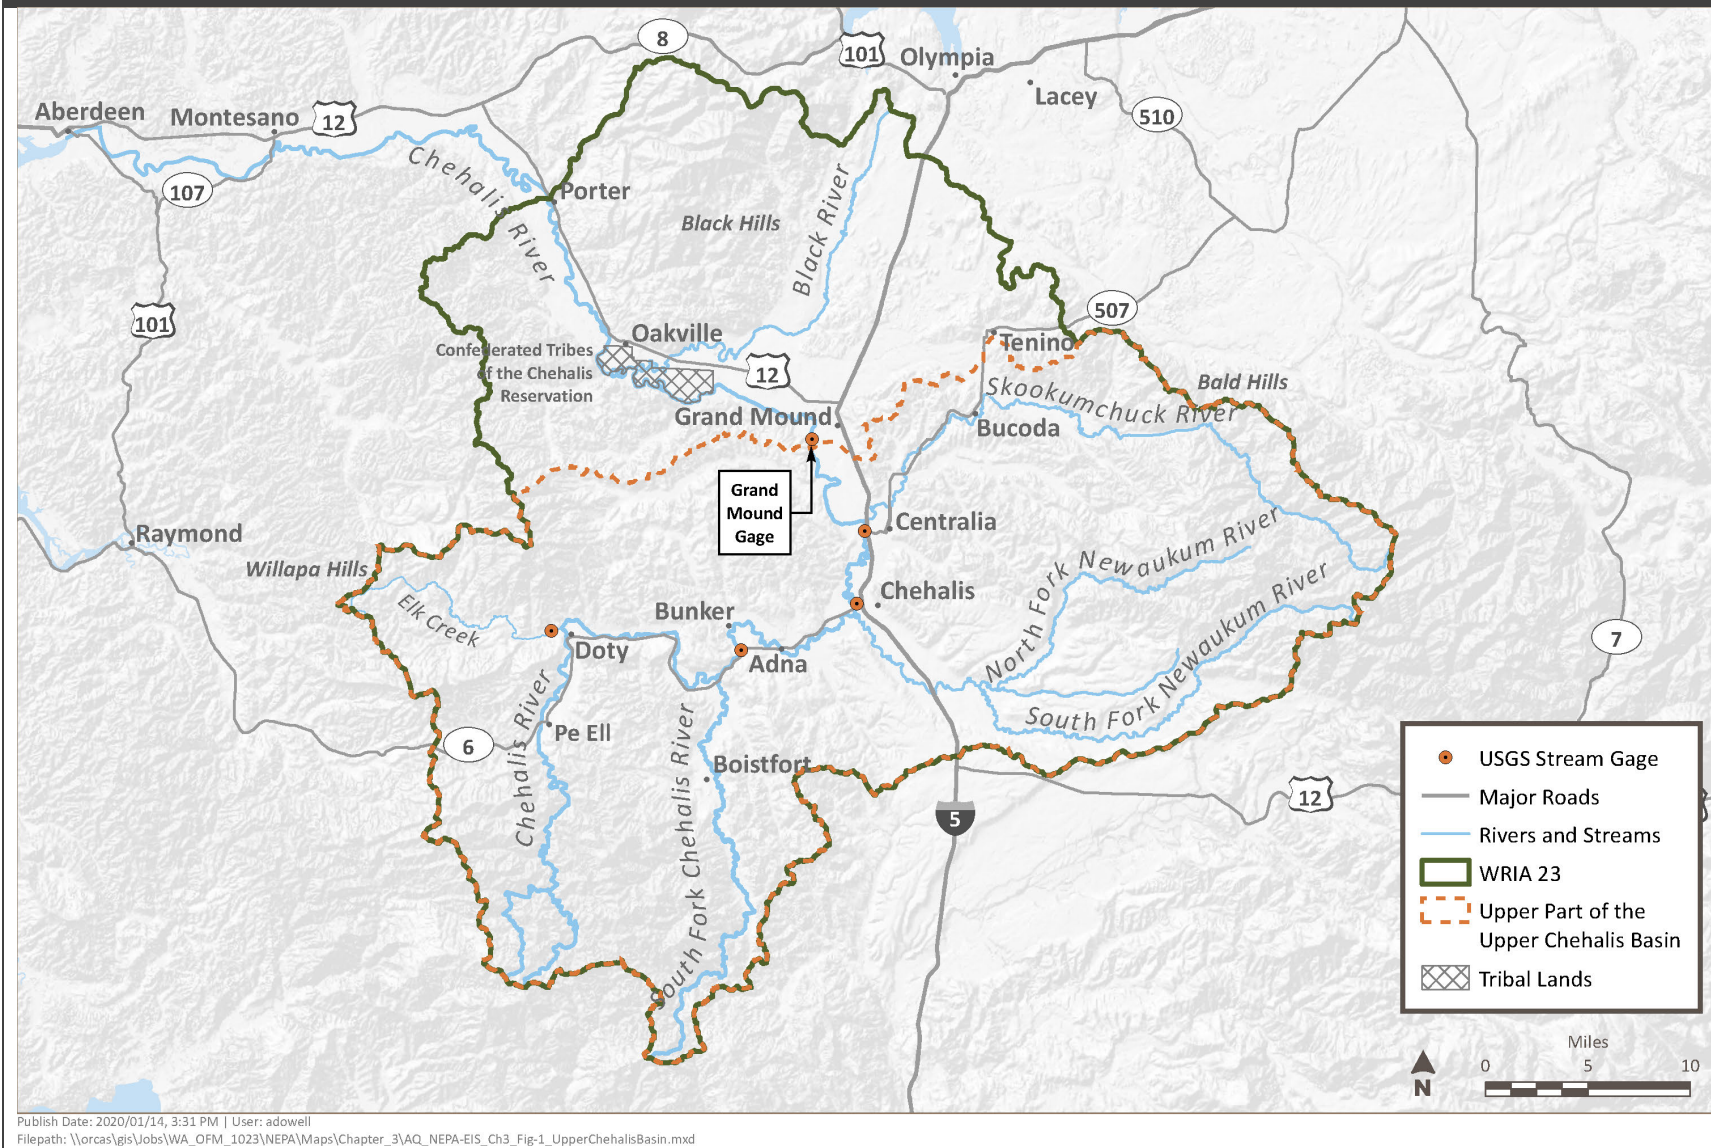 8
101
Olympia
Lacey
Aberdeen
Montesano
12
510
107
Chehalis River
Porter
Black Hills
Black River
101
507
Oakville
Tenino
Confederated Tribes
of the Chehalis
Reservation
12
Bald Hills
Skookumchuck River
Grand Mound
Bucoda
Grand
Mound
Gage
Centralia
Raymond
Willapa Hills
North Fork Newaukum River
Chehalis
Elk Creek
Bunker
South Fork Newaukum River
7
Doty
Adna
Chehalis River
Pe Ell
6
South Fork Chehalis River
Boistfort
12
5
USGS Stream Gage
Major Roads
Rivers and Streams
WRIA 23
Upper Part of the
Upper Chehalis Basin
Tribal Lands
Miles
0 5 10
N
Publish Date: 2020/01/14, 3:31 PM | User: adowell
Filepath: \\orcas\gis\Jobs\WA_OFM_1023\NEPA\Maps\Chapter_3\AQ_NEPA-EIS_Ch3_Fig-1_UpperChehalisBasin.mxd